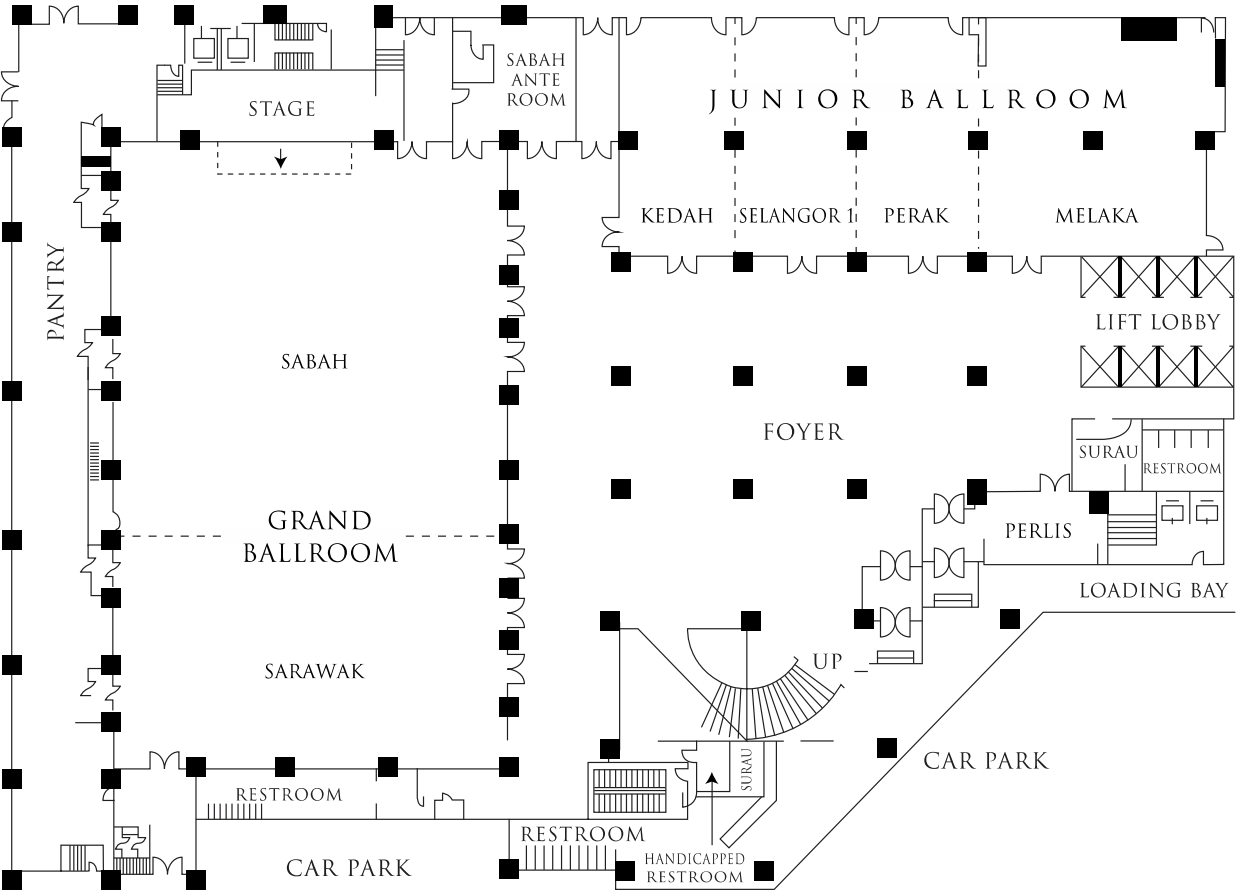 SABAH
ANTE
ROOM
STAGE
JUNIOR BALLROOM
KEDAH
SELANGOR 1
PERAK
MELAKA
PANTRY
LIFT LOBBY
SABAH
FOYER
SURAU
RESTROOM
GRAND
BALLROOM
PERLIS
LOADING BAY
SARAWAK
UP
CAR PARK
SURAU
RESTROOM
RESTROOM
HANDICAPPED
RESTROOM
CAR PARK